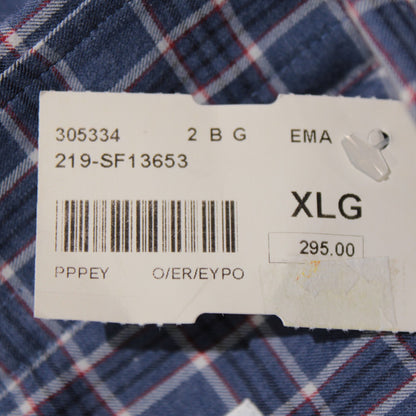 305334 2 B G EMA
219-SF13653
XLG
295.00
PPPEY O/ER/EYPO